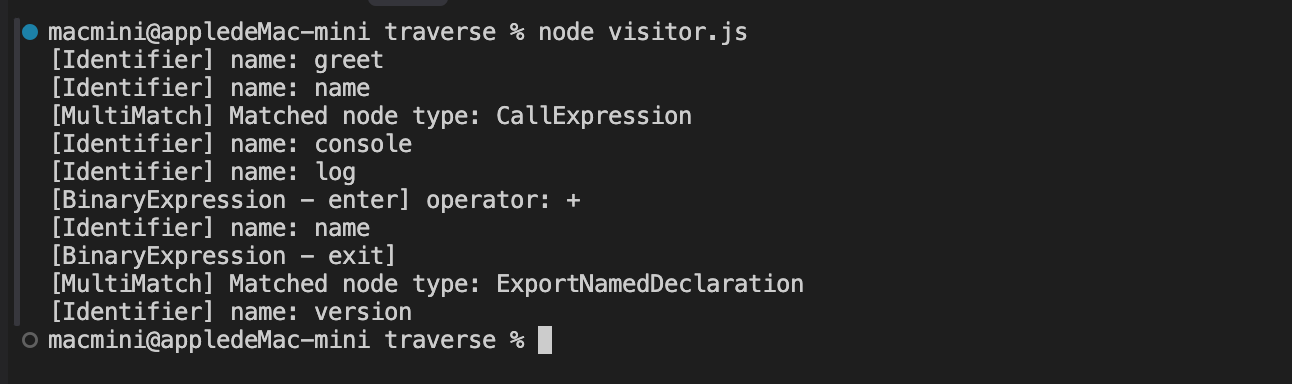 macmini@appledeMac-mini traverse % node visitor.js
[Identifier] name: greet
[Identifier] name: name
[MultiMatch] Matched node type: CallExpression
[Identifier] name: console
[Identifier] name: log
[BinaryExpression - enter] operator: +
[Identifier] name: name
[BinaryExpression - exit]
[MultiMatch] Matched node type: ExportNamedDeclaration
[Identifier] name: version
macmini@appledeMac-mini traverse %